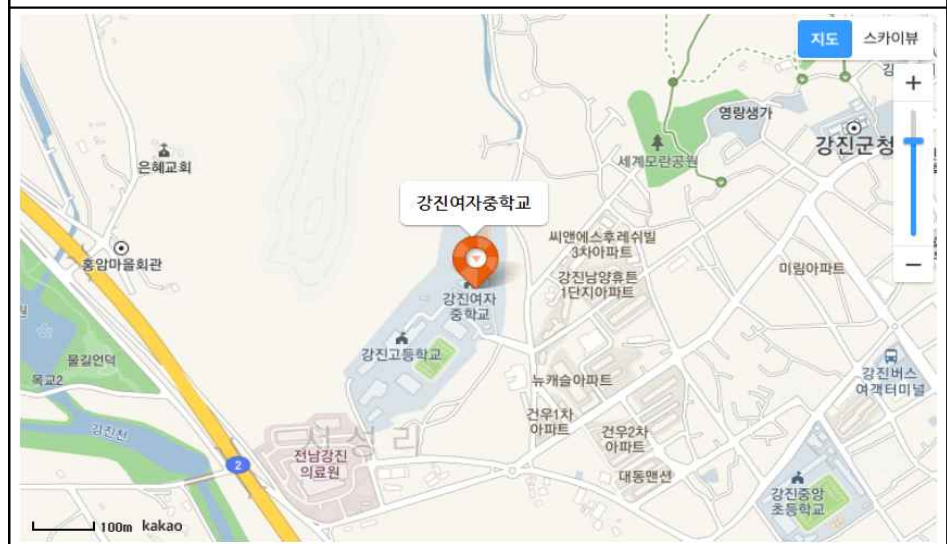 지도 스카이뷰
영랑생가
강진군청
세계모란공원
은혜교회
강진여자중학교
씨앤에스후레쉬빌
3차아파트
홍암마을회관
미림아파트
강진남양휴튼
1단지아파트
강진여자
중학교
강진고등학교
물길언덕
목교2
강진버스
여객터미널
뉴캐슬아파트
건우1차
아파트
강진천
건우2차
아파트
서성리
전남강진
의료원
2
대동맨션
강진중앙
초등학교
100m kakao